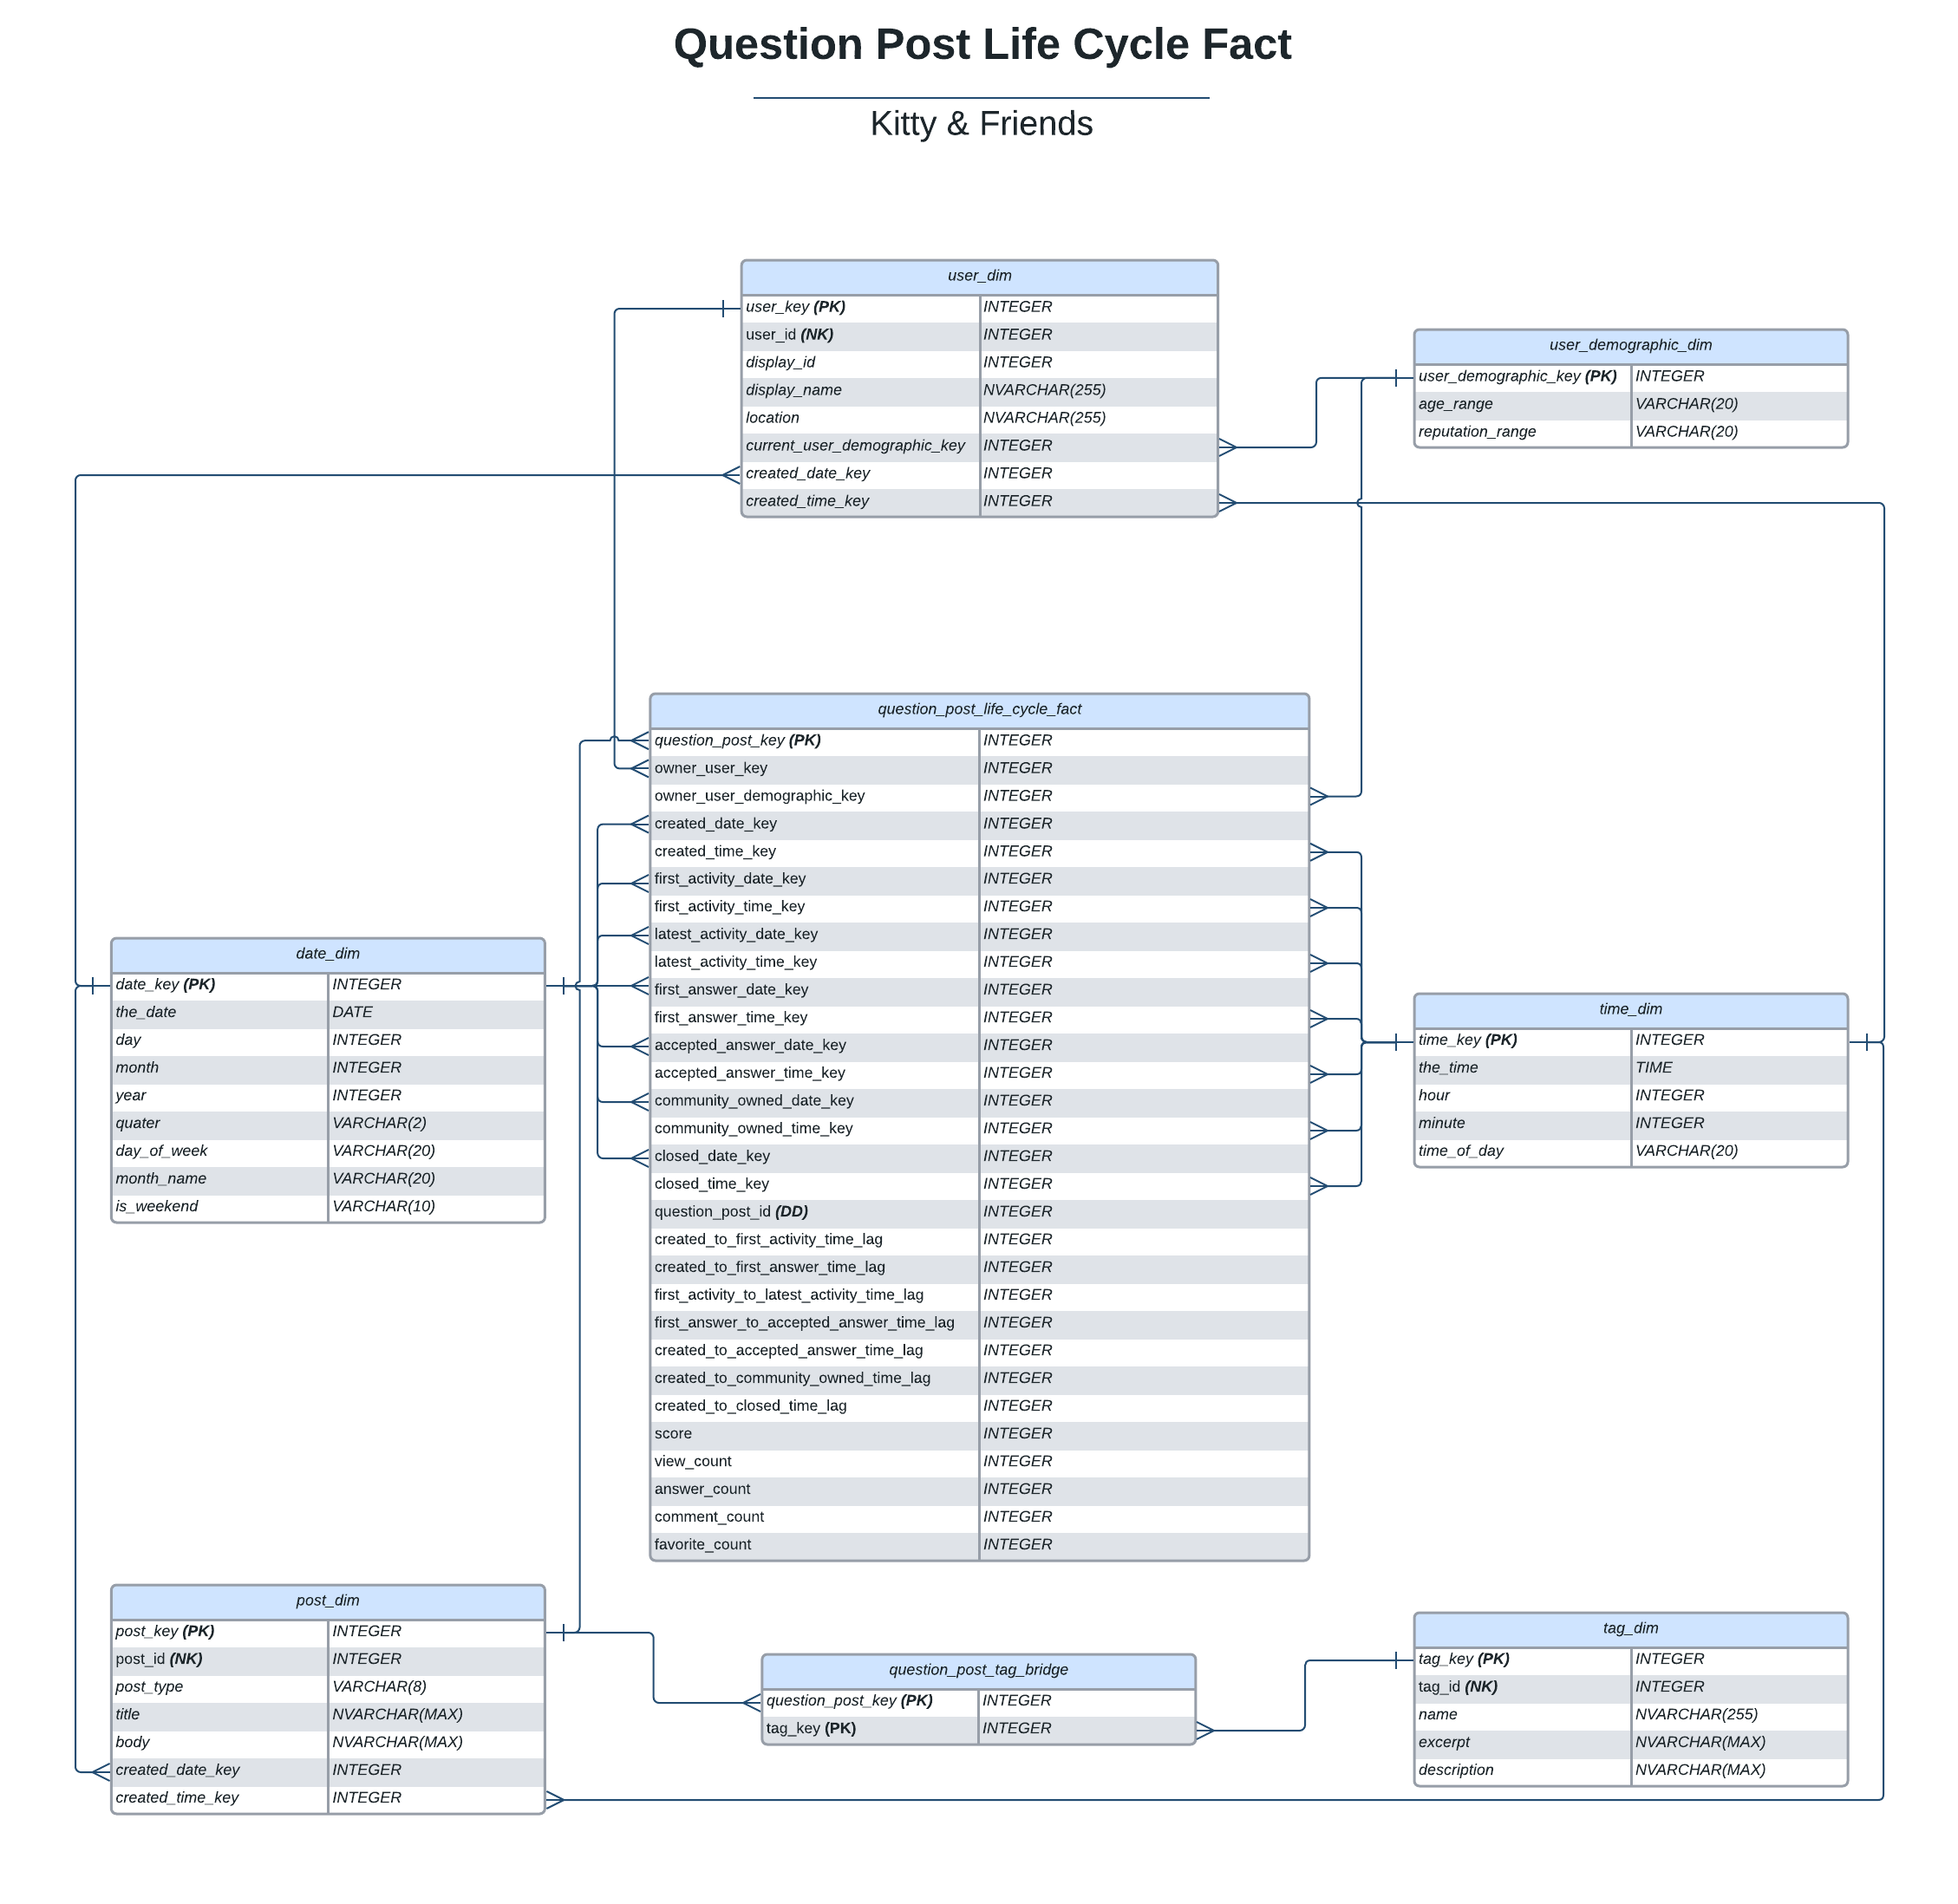 Question Post Life Cycle Fact
Kitty & Friends
user_dim
user_key (PK) INTEGER
user_id (NK) INTEGER
display_id INTEGER
display_name NVARCHAR(255)
location NVARCHAR(255)
current_user_demographic_key INTEGER
created_date_key INTEGER
created_time_key INTEGER
user_demographic_dim
user_demographic_key (PK) INTEGER
age_range VARCHAR(20)
reputation_range VARCHAR(20)
question_post_life_cycle_fact
question_post_key (PK) INTEGER
owner_user_key INTEGER
owner_user_demographic_key INTEGER
created_date_key INTEGER
created_time_key INTEGER
first_activity_date_key INTEGER
first_activity_time_key INTEGER
latest_activity_date_key INTEGER
latest_activity_time_key INTEGER
first_answer_date_key INTEGER
first_answer_time_key INTEGER
accepted_answer_date_key INTEGER
accepted_answer_time_key INTEGER
community_owned_date_key INTEGER
community_owned_time_key INTEGER
closed_date_key INTEGER
closed_time_key INTEGER
question_post_id (DD) INTEGER
created_to_first_activity_time_lag INTEGER
created_to_first_answer_time_lag INTEGER
first_activity_to_latest_activity_time_lag INTEGER
first_answer_to_accepted_answer_time_lag INTEGER
created_to_accepted_answer_time_lag INTEGER
created_to_community_owned_time_lag INTEGER
created_to_closed_time_lag INTEGER
score INTEGER
view_count INTEGER
answer_count INTEGER
comment_count INTEGER
favorite_count INTEGER
date_dim
date_key (PK) INTEGER
the_date DATE
day INTEGER
month INTEGER
year INTEGER
quater VARCHAR(2)
day_of_week VARCHAR(20)
month_name VARCHAR(20)
is_weekend VARCHAR(10)
time_dim
time_key (PK) INTEGER
the_time TIME
hour INTEGER
minute INTEGER
time_of_day VARCHAR(20)
post_dim
post_key (PK) INTEGER
post_id (NK) INTEGER
post_type VARCHAR(8)
title NVARCHAR(MAX)
body NVARCHAR(MAX)
created_date_key INTEGER
created_time_key INTEGER
question_post_tag_bridge
question_post_key (PK) INTEGER
tag_key (PK) INTEGER
tag_dim
tag_key (PK) INTEGER
tag_id (NK) INTEGER
name NVARCHAR(255)
excerpt NVARCHAR(MAX)
description NVARCHAR(MAX)